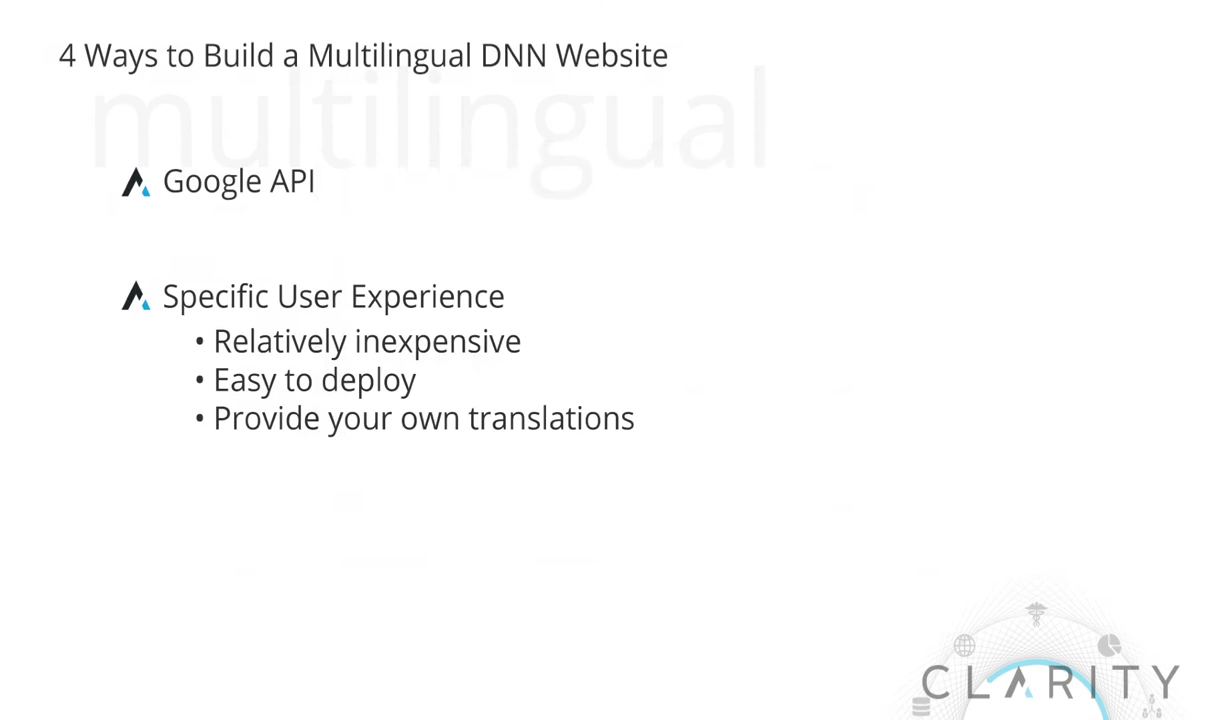 4 Ways to Build a Multilingual DNN Website
multilingual
Google API
Specific User Experience
• Relatively inexpensive
• Easy to deploy
• Provide your own translations
CLARITY